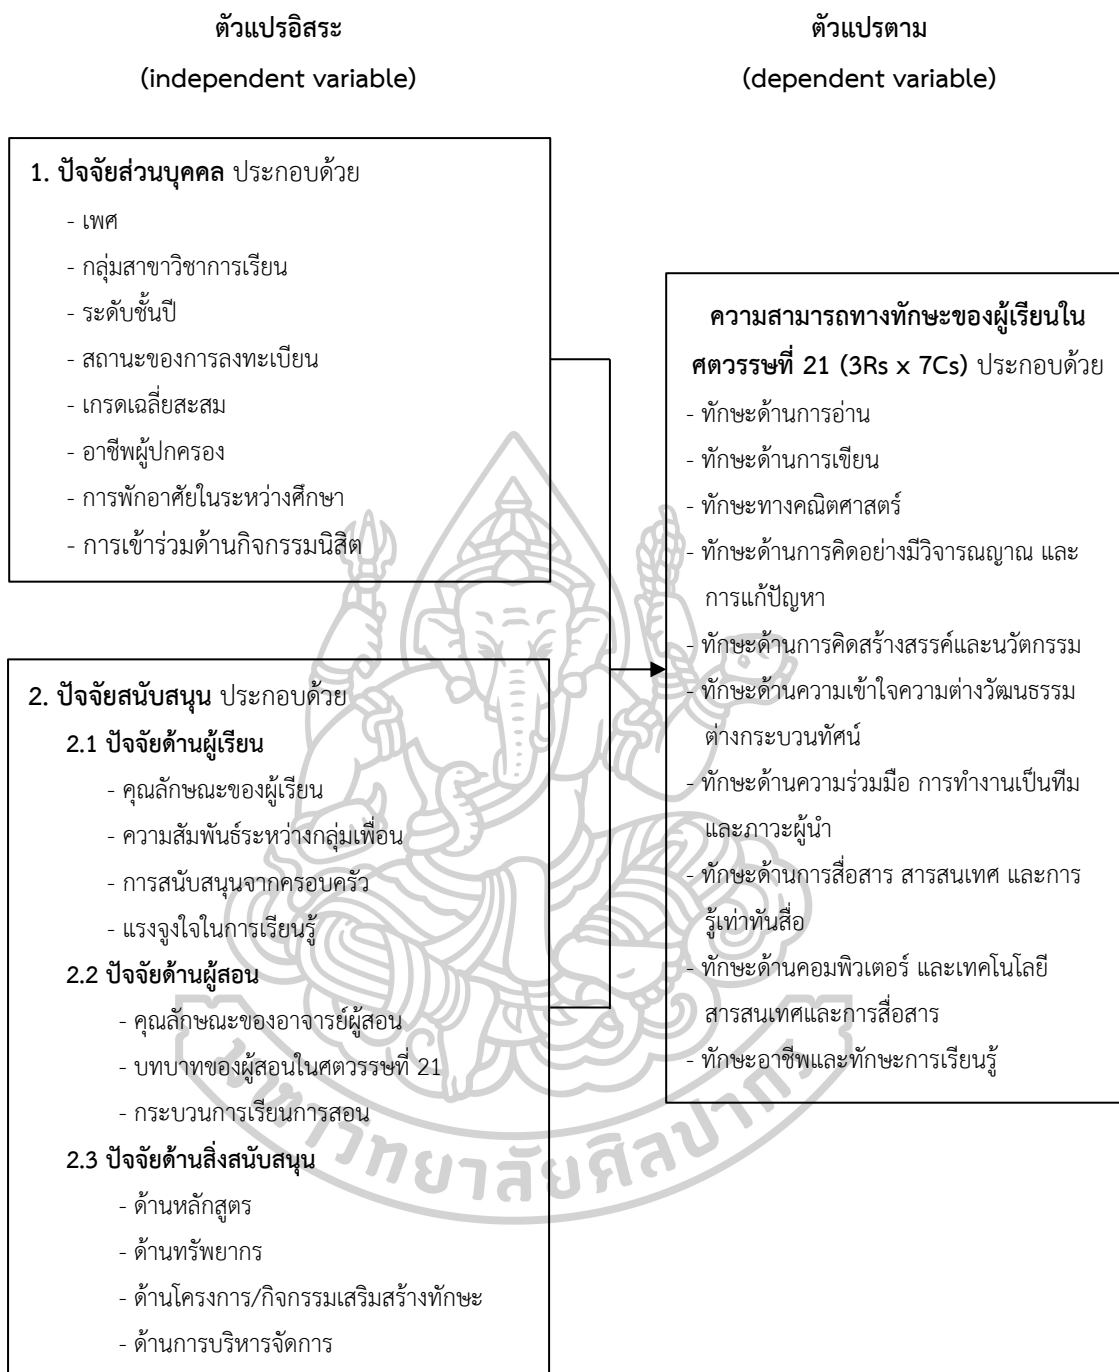 ตัวแปรอิสระ
(independent variable)
ตัวแปรตาม
(dependent variable)
1. ปัจจัยส่วนบุคคล ประกอบด้วย
- เพศ
- กลุ่มสาขาวิชาการเรียน
- ระดับชั้นปี
- สถานะของการลงทะเบียน
- เกรดเฉลี่ยสะสม
- อาชีพผู้ปกครอง
- การพักอาศัยในระหว่างศึกษา
- การเข้าร่วมด้านกิจกรรมนิสิต
2. ปัจจัยสนับสนุน ประกอบด้วย
2.1 ปัจจัยด้านผู้เรียน
- คุณลักษณะของผู้เรียน
- ความสัมพันธ์ระหว่างกลุ่มเพื่อน
- การสนับสนุนจากครอบครัว
- แรงจูงใจในการเรียนรู้
2.2 ปัจจัยด้านผู้สอน
- คุณลักษณะของอาจารย์ผู้สอน
- บทบาทของผู้สอนในศตวรรษที่ 21
- กระบวนการเรียนการสอน
2.3 ปัจจัยด้านสิ่งสนับสนุน
- ด้านหลักสูตร
- ด้านทรัพยากร
- ด้านโครงการ/กิจกรรมเสริมสร้างทักษะ
- ด้านการบริหารจัดการ
ความสามารถทางทักษะของผู้เรียนใน
ศตวรรษที่ 21 (3Rs x 7Cs) ประกอบด้วย
- ทักษะด้านการอ่าน
- ทักษะด้านการเขียน
- ทักษะทางคณิตศาสตร์
- ทักษะด้านการคิดอย่างมีวิจารณญาณ และ
การแก้ปัญหา
- ทักษะด้านการคิดสร้างสรรค์และนวัตกรรม
- ทักษะด้านความเข้าใจความต่างวัฒนธรรม
ต่างกระบวนทัศน์
- ทักษะด้านความร่วมมือ การทำงานเป็นทีม
และภาวะผู้นำ
- ทักษะด้านการสื่อสาร สารสนเทศ และการ
รู้เท่าทันสื่อ
- ทักษะด้านคอมพิวเตอร์ และเทคโนโลยี
สารสนเทศและการสื่อสาร
- ทักษะอาชีพและทักษะการเรียนรู้
มหาวิทยาลัยศิลปากร